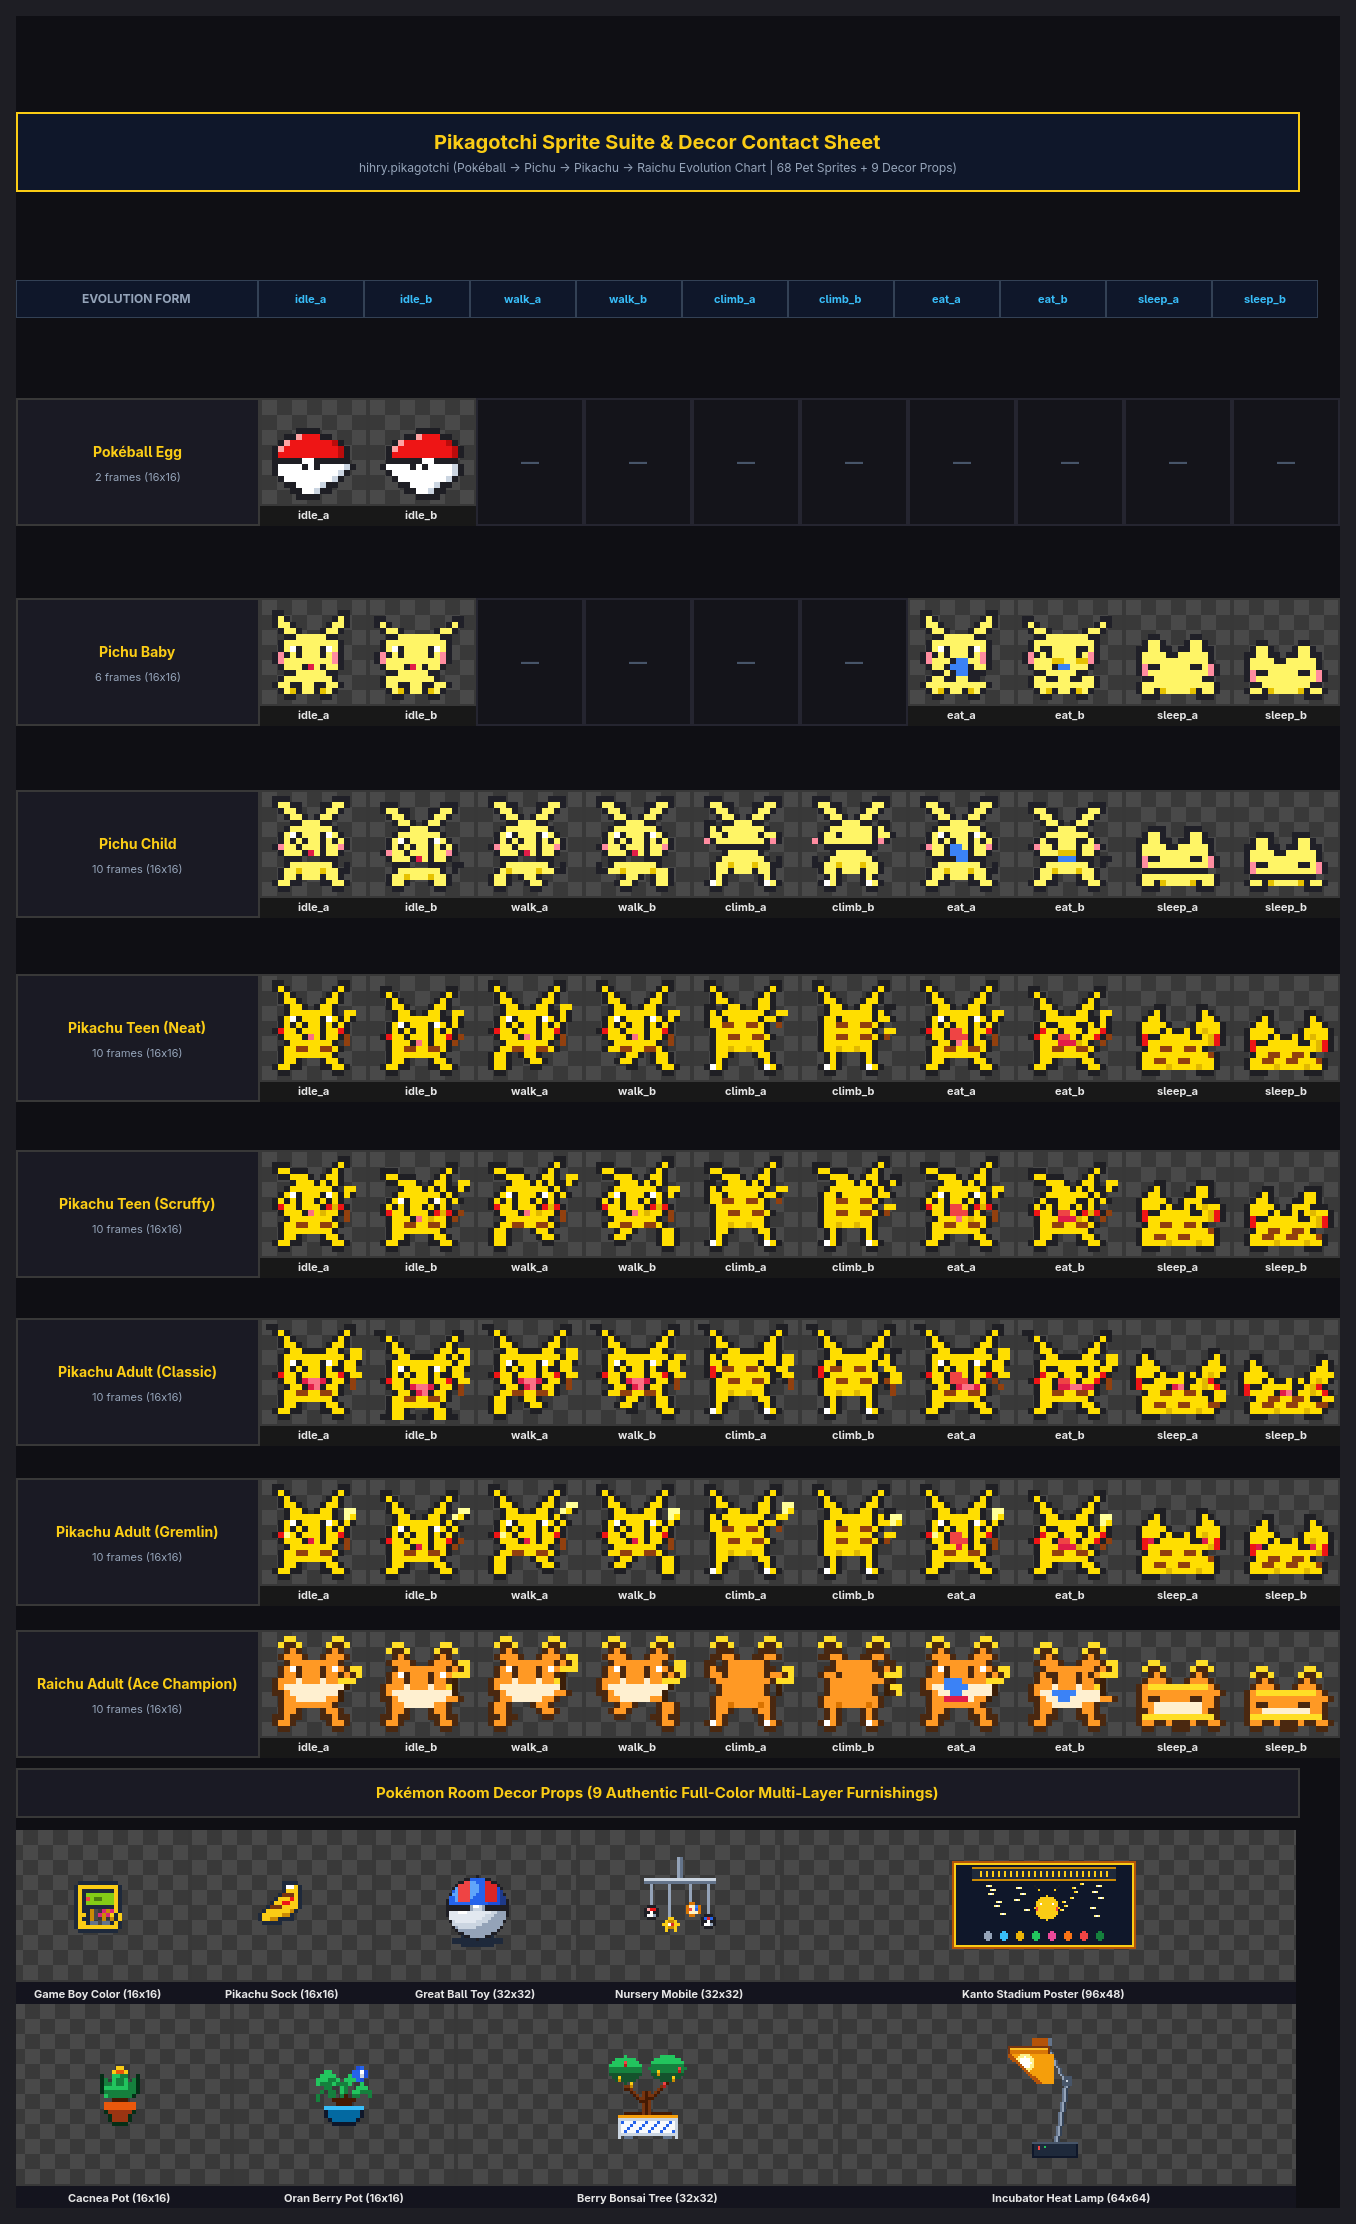 Pikagotchi Sprite Suite & Decor Contact Sheet
hihry.pikagotchi (Pokéball → Pichu → Pikachu → Raichu Evolution Chart | 68 Pet Sprites + 9 Decor Props)
EVOLUTION FORM idle_a idle_b walk_a walk_b climb_a climb_b eat_a eat_b sleep_a sleep_b
Pokéball Egg
2 frames (16x16)
— — — — — — — —
idle_a idle_b
Pichu Baby
6 frames (16x16)
— — — —
idle_a idle_b eat_a eat_b sleep_a sleep_b
Pichu Child
10 frames (16x16)
idle_a idle_b walk_a walk_b climb_a climb_b eat_a eat_b sleep_a sleep_b
Pikachu Teen (Neat)
10 frames (16x16)
idle_a idle_b walk_a walk_b climb_a climb_b eat_a eat_b sleep_a sleep_b
Pikachu Teen (Scruffy)
10 frames (16x16)
idle_a idle_b walk_a walk_b climb_a climb_b eat_a eat_b sleep_a sleep_b
Pikachu Adult (Classic)
10 frames (16x16)
idle_a idle_b walk_a walk_b climb_a climb_b eat_a eat_b sleep_a sleep_b
Pikachu Adult (Gremlin)
10 frames (16x16)
idle_a idle_b walk_a walk_b climb_a climb_b eat_a eat_b sleep_a sleep_b
Raichu Adult (Ace Champion)
10 frames (16x16)
idle_a idle_b walk_a walk_b climb_a climb_b eat_a eat_b sleep_a sleep_b
Pokémon Room Decor Props (9 Authentic Full-Color Multi-Layer Furnishings)
Game Boy Color (16x16) Pikachu Sock (16x16) Great Ball Toy (32x32) Nursery Mobile (32x32) Kanto Stadium Poster (96x48)
Cacnea Pot (16x16) Oran Berry Pot (16x16) Berry Bonsai Tree (32x32) Incubator Heat Lamp (64x64)